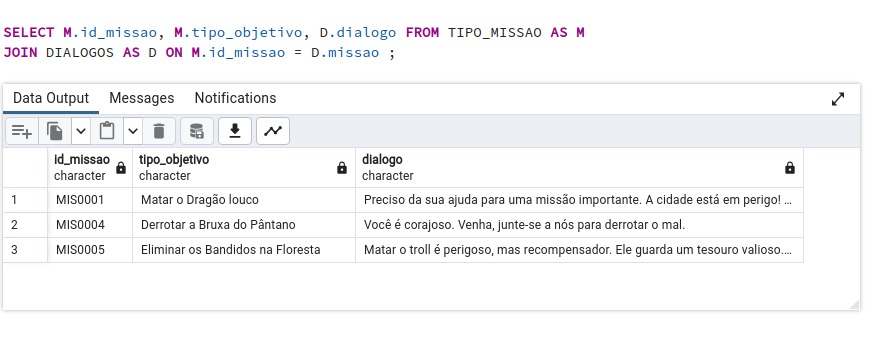 SELECT M.id_missao, M.tipo_objetivo, D.dialogo FROM TIPO_MISSAO AS M
JOIN DIALOGOS AS D ON M.id_missao = D.missao ;
Data Output Messages Notifications
id_missao tipo_objetivo dialogo
character character character
1 MIS0001 Matar o Dragão louco Preciso da sua ajuda para uma missão importante. A cidade está em perigo! ...
2 MIS0004 Derrotar a Bruxa do Pântano Você é corajoso. Venha, junte-se a nós para derrotar o mal.
3 MIS0005 Eliminar os Bandidos na Floresta Matar o troll é perigoso, mas recompensador. Ele guarda um tesouro valioso....